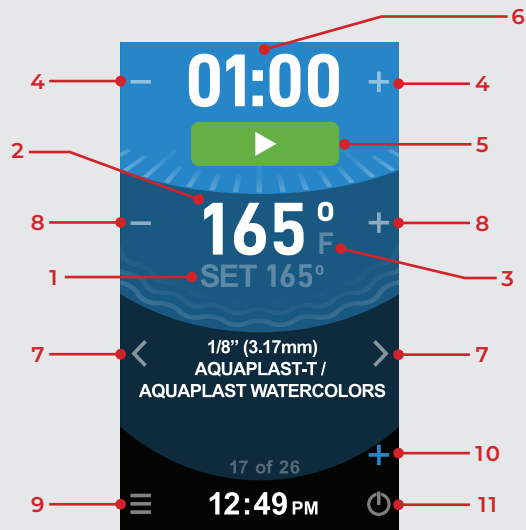 6
4 − 01:00 + 4
5
2
8 − 165° + 8
F
1 SET 165° 3
7 < 1/8” (3.17mm) > 7
AQUAPLAST-T /
AQUAPLAST WATERCOLORS
+ 10
17 of 26
9 12:49 PM 11